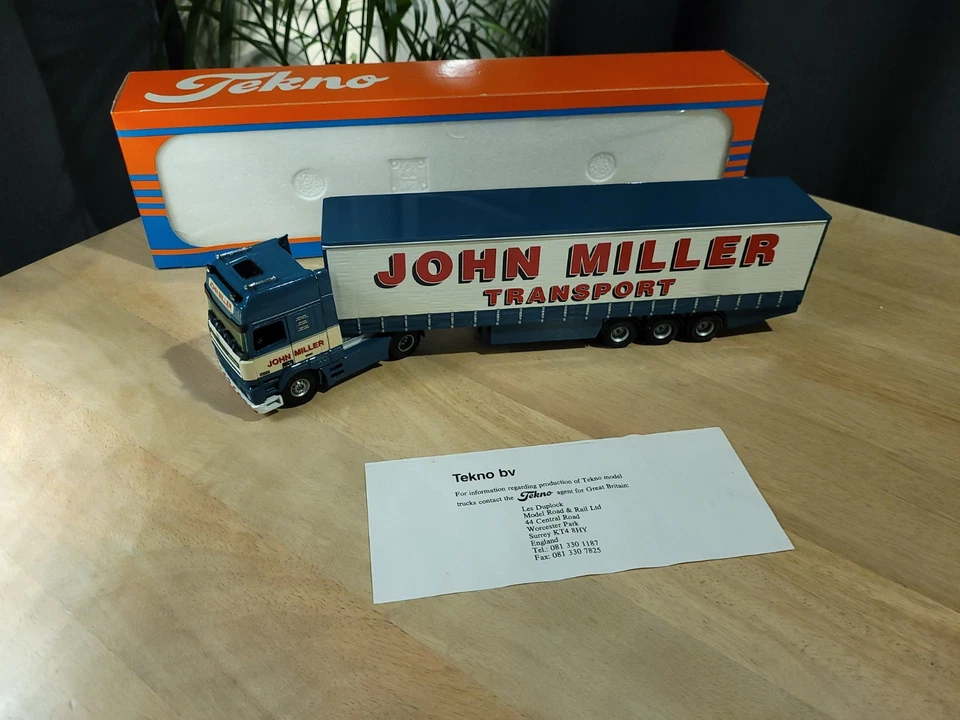 Tekno
JOHN MILLER
TRANSPORT
JOHN MILLER
Tekno bv
For information regarding production of Tekno model
trucks contact the Tekno agent for Great Britain:
Les Duplock
Model Road & Rail Ltd
44 Central Road
Worcester Park
Surrey KT4 8HY
England
Tel.: 081 330 1187
Fax: 081 330 7825